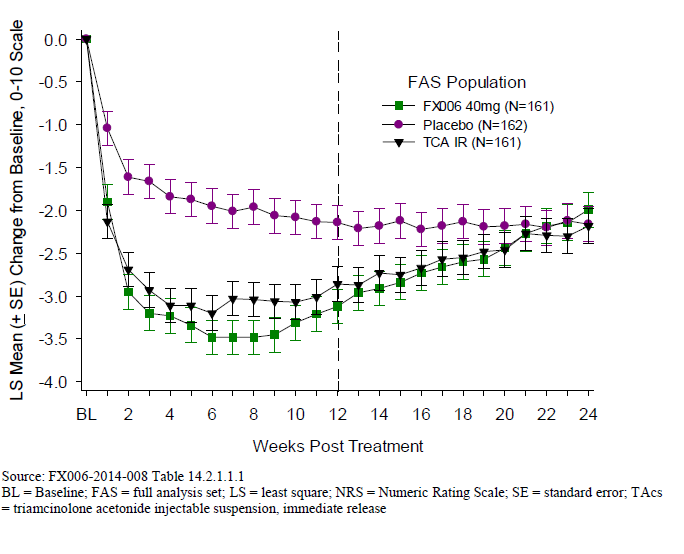 LS Mean (± SE) Change from Baseline, 0-10 Scale
0.0
-0.5
-1.0
-1.5
-2.0
-2.5
-3.0
-3.5
-4.0
FAS Population
FX006 40mg (N=161)
Placebo (N=162)
TCA IR (N=161)
BL 2 4 6 8 10 12 14 16 18 20 22 24
Weeks Post Treatment
Source: FX006-2014-008 Table 14.2.1.1.1
BL = Baseline; FAS = full analysis set; LS = least square; NRS = Numeric Rating Scale; SE = standard error; TAcs
= triamcinolone acetonide injectable suspension, immediate release